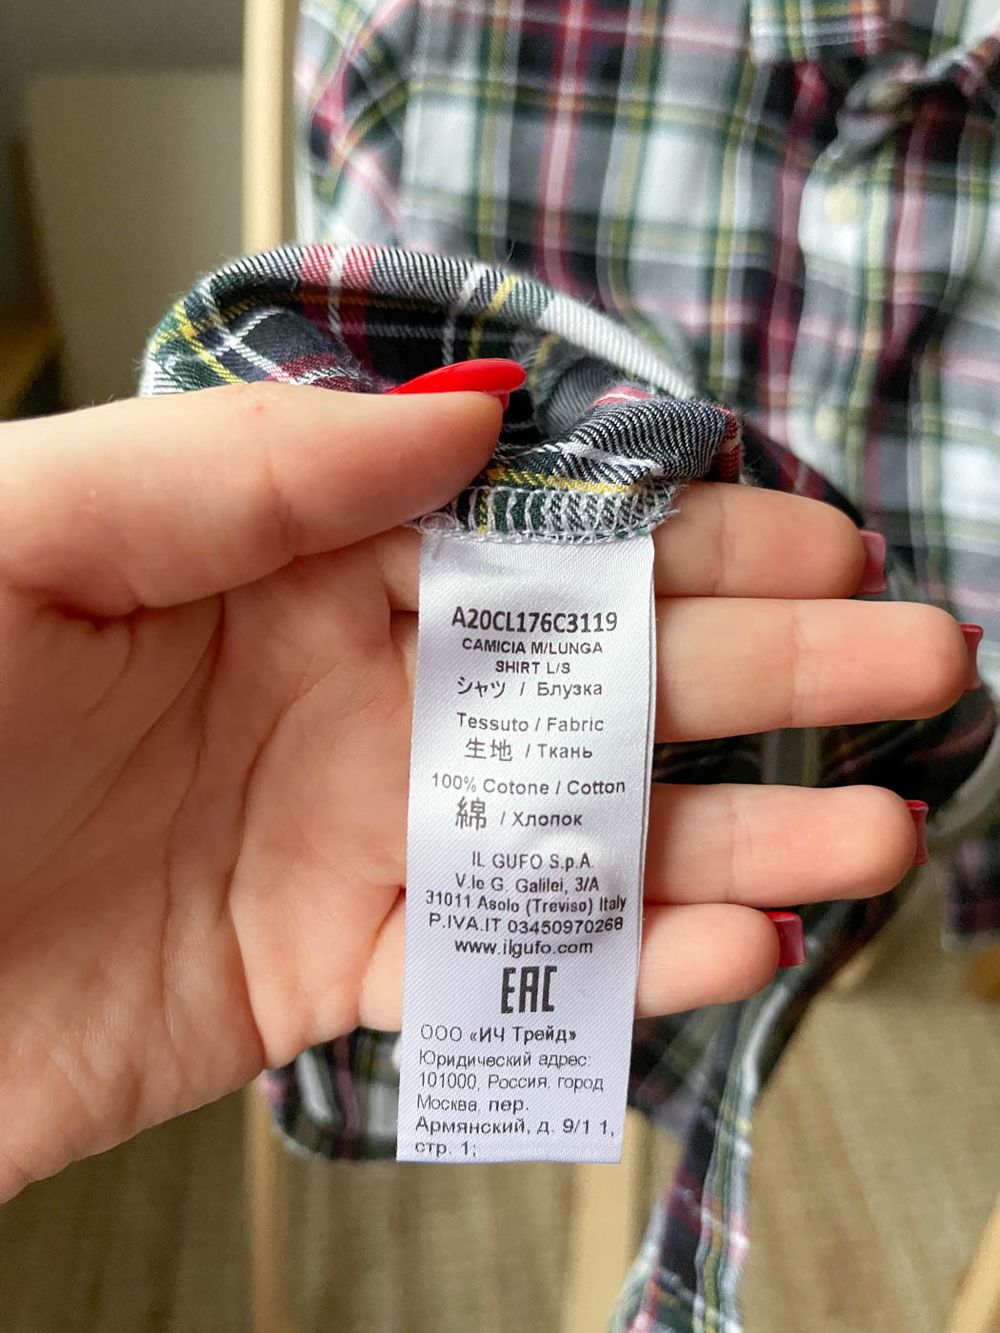 A20CL176C3119
CAMICIA M/LUNGA
SHIRT L/S
シャツ / Блузка
Tessuto / Fabric
生地 / Ткань
100% Cotone / Cotton
綿 / Хлопок
IL GUFO S.p.A.
V.le G. Galilei, 3/A
31011 Asolo (Treviso) Italy
P.IVA.IT 03450970268
www.ilgufo.com
EAC
ООО «ИЧ Трейд»
Юридический адрес:
101000, Россия, город
Москва, пер.
Армянский, д. 9/1 1,
стр. 1;